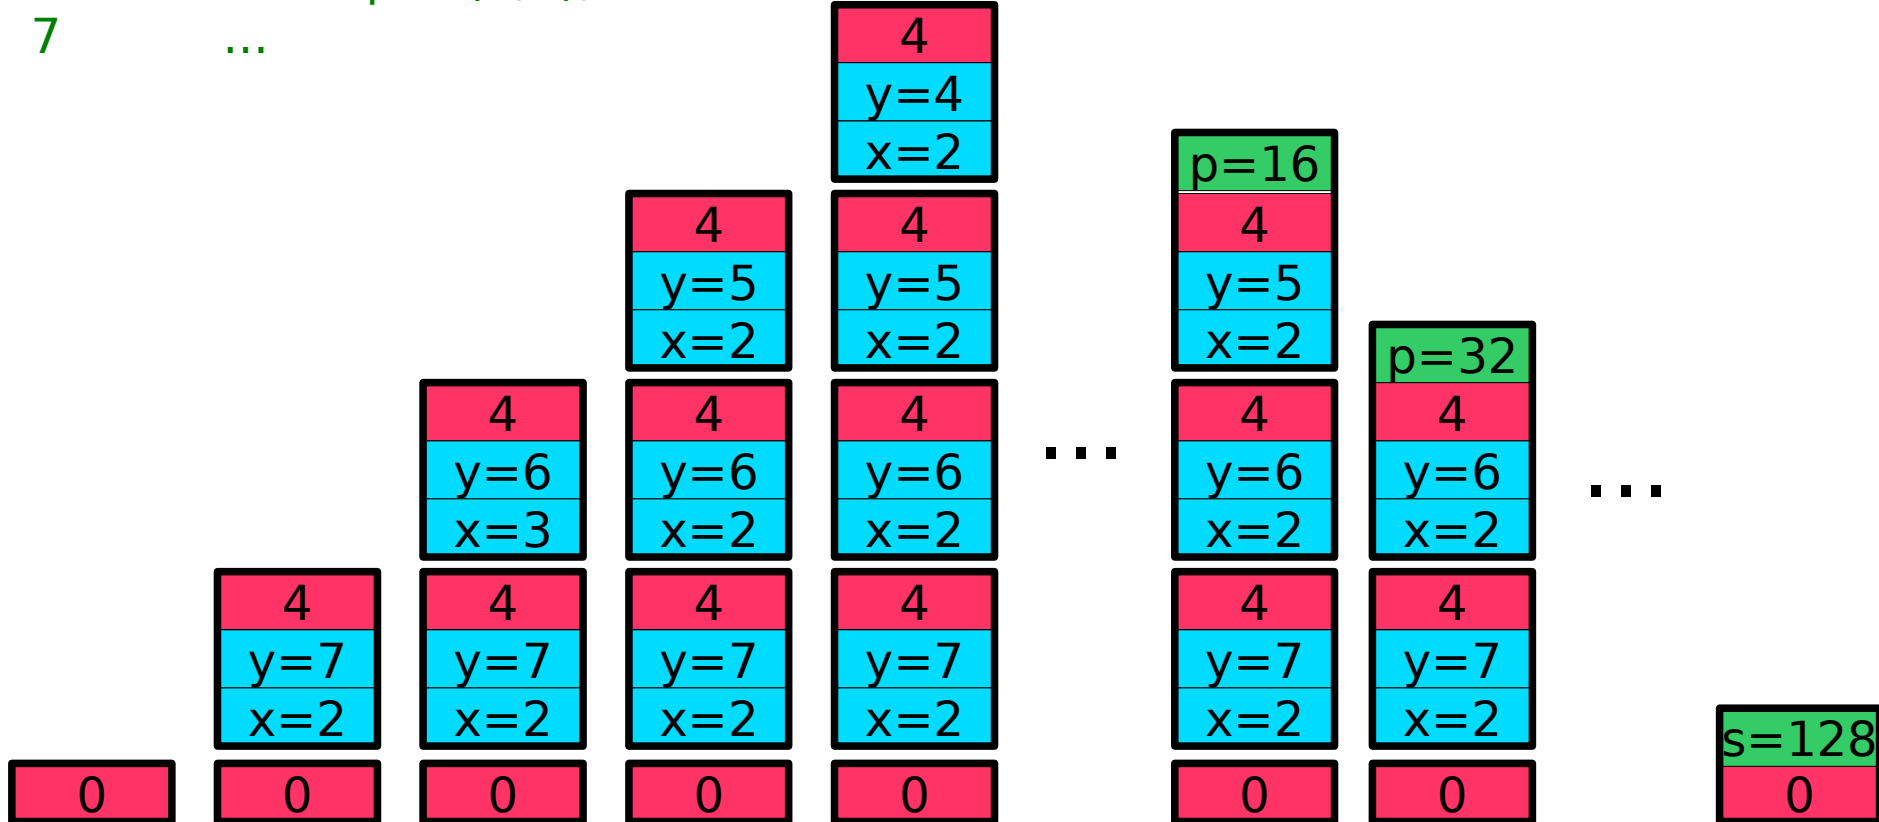 7 ...
4
y=4
x=2
p=16
4 4 4
y=5 y=5 y=5
x=2 x=2 x=2
p=32
4 4 4 4 4
y=6 y=6 y=6 y=6 y=6
x=3 x=2 x=2 x=2 x=2
... ...
4 4 4 4 4 4
y=7 y=7 y=7 y=7 y=7 y=7
x=2 x=2 x=2 x=2 x=2 x=2
s=128
0 0 0 0 0 0 0 0